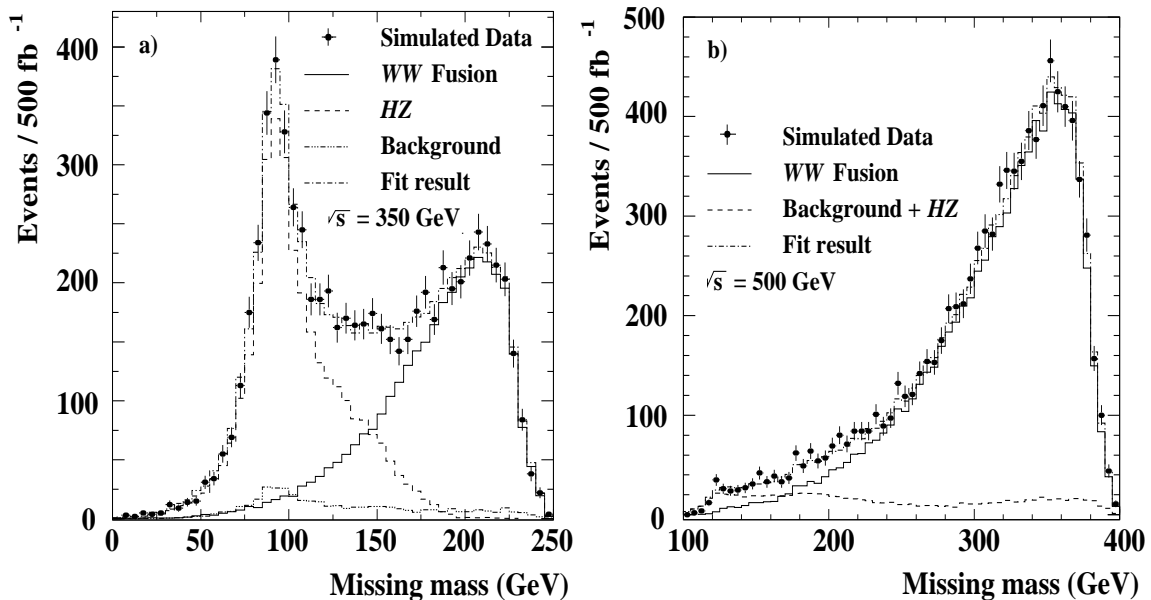 a)
Simulated Data
WW Fusion
HZ
Background
Fit result
√s = 350 GeV
Events / 500 fb -1
400
300
200
100
0
0 50 100 150 200 250
Missing mass (GeV)
b)
Simulated Data
WW Fusion
Background + HZ
Fit result
√s = 500 GeV
Events / 500 fb -1
500
400
300
200
100
0
100 200 300 400
Missing mass (GeV)